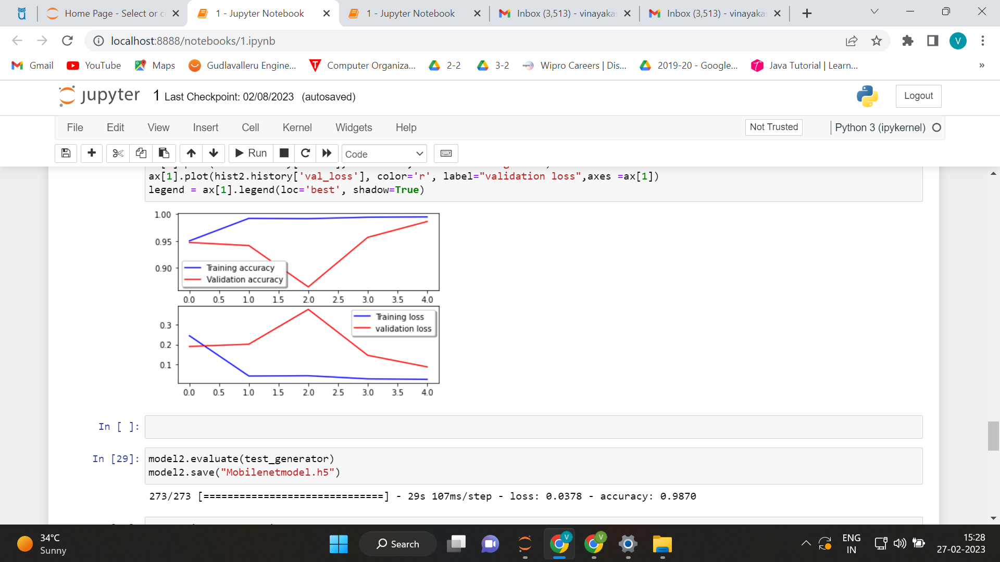 Home Page - Select or c
1 - Jupyter Notebook
1 - Jupyter Notebook
Inbox (3,513) - vinayaka
Inbox (3,513) - vinayaka
localhost:8888/notebooks/1.ipynb
V
Gmail
YouTube
Maps
Gudlavalleru Engine...
Computer Organiza...
2-2
3-2
Wipro Careers | Dis...
2019-20 - Google...
Java Tutorial | Learn...
»
jupyter 1 Last Checkpoint: 02/08/2023 (autosaved)
Logout
File Edit View Insert Cell Kernel Widgets Help
Not Trusted
Python 3 (ipykernel)
Run
Code
ax[1].plot(hist2.history['val_loss'], color='r', label="validation loss",axes =ax[1])
legend = ax[1].legend(loc='best', shadow=True)
1.00
0.95
0.90
Training accuracy
Validation accuracy
0.0 0.5 1.0 1.5 2.0 2.5 3.0 3.5 4.0
Training loss
validation loss
0.3
0.2
0.1
0.0 0.5 1.0 1.5 2.0 2.5 3.0 3.5 4.0
In [ ]:
In [29]:
model2.evaluate(test_generator)
model2.save("Mobilenetmodel.h5")
273/273 [==============================] - 29s 107ms/step - loss: 0.0378 - accuracy: 0.9870
34°C
Sunny
Search
V
V
ENG
IN
15:28
27-02-2023